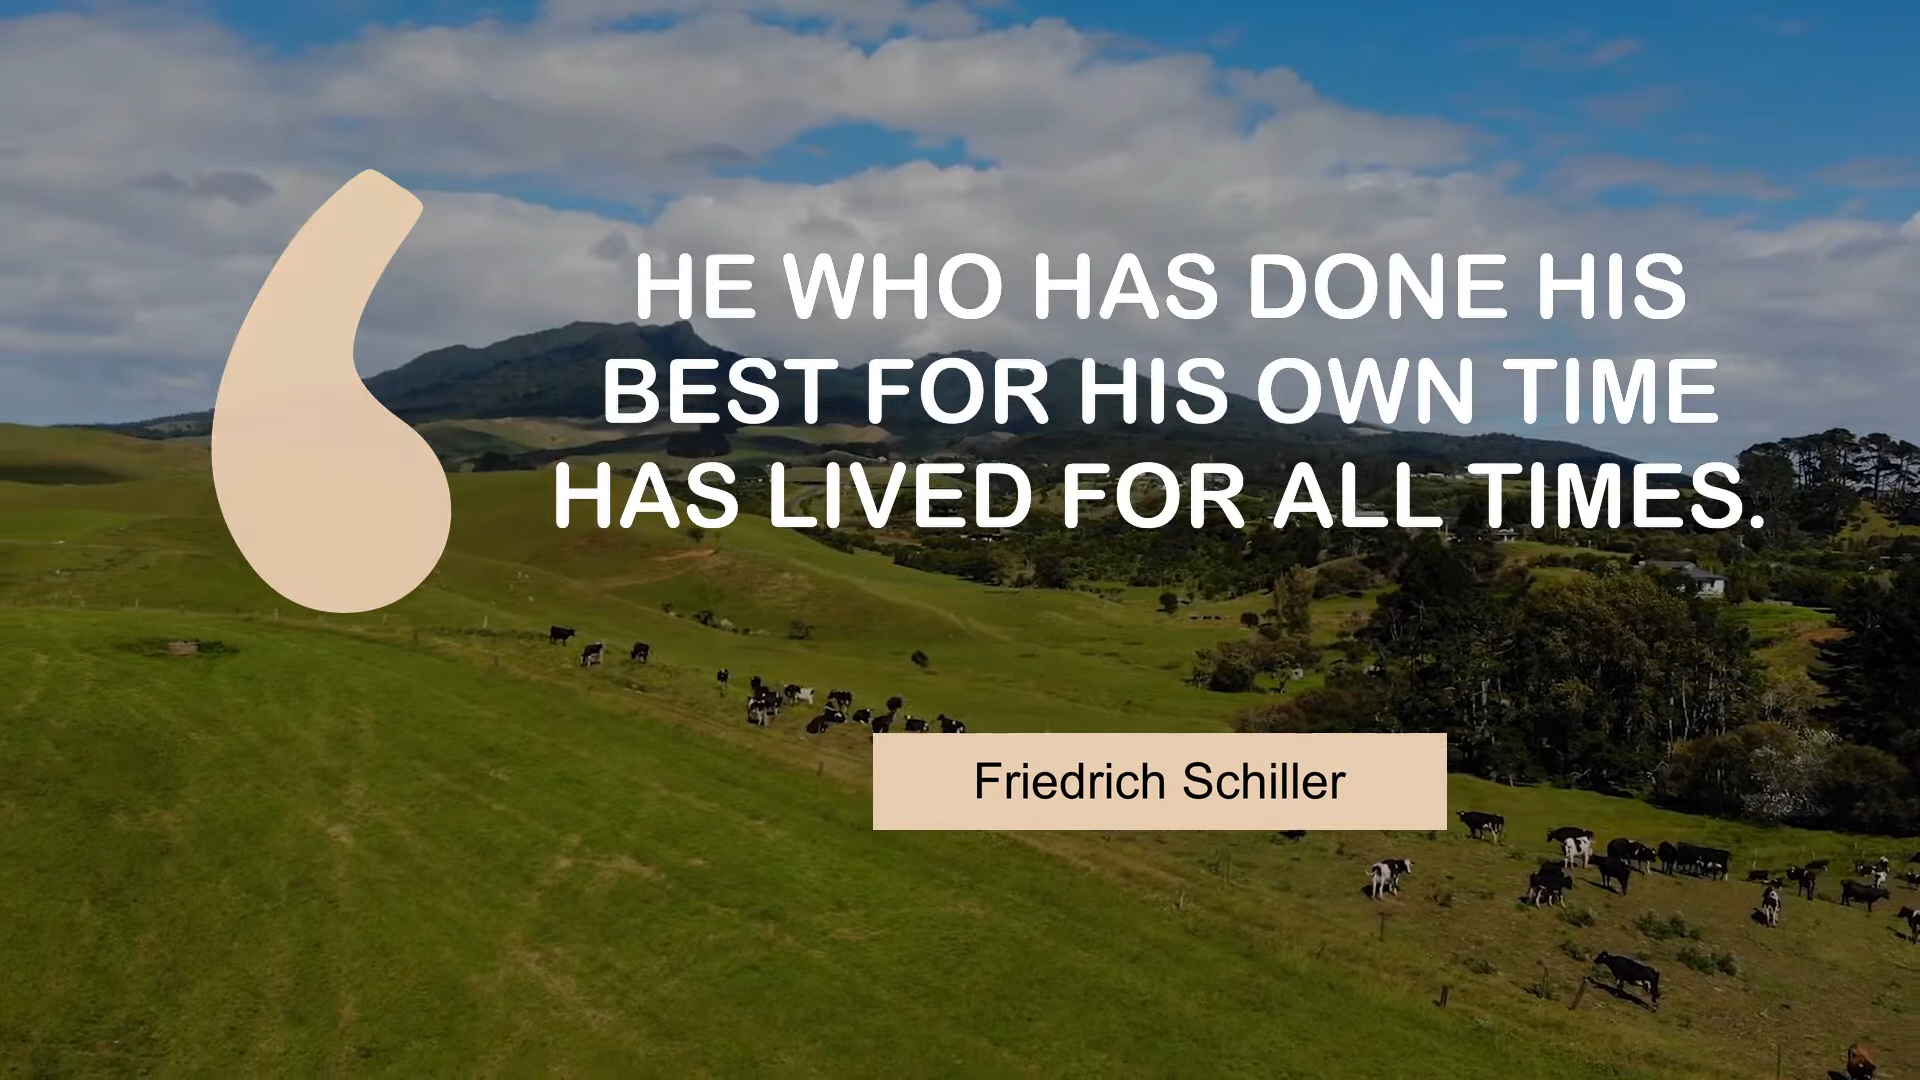 HE WHO HAS DONE HIS
BEST FOR HIS OWN TIME
HAS LIVED FOR ALL TIMES.
Friedrich Schiller